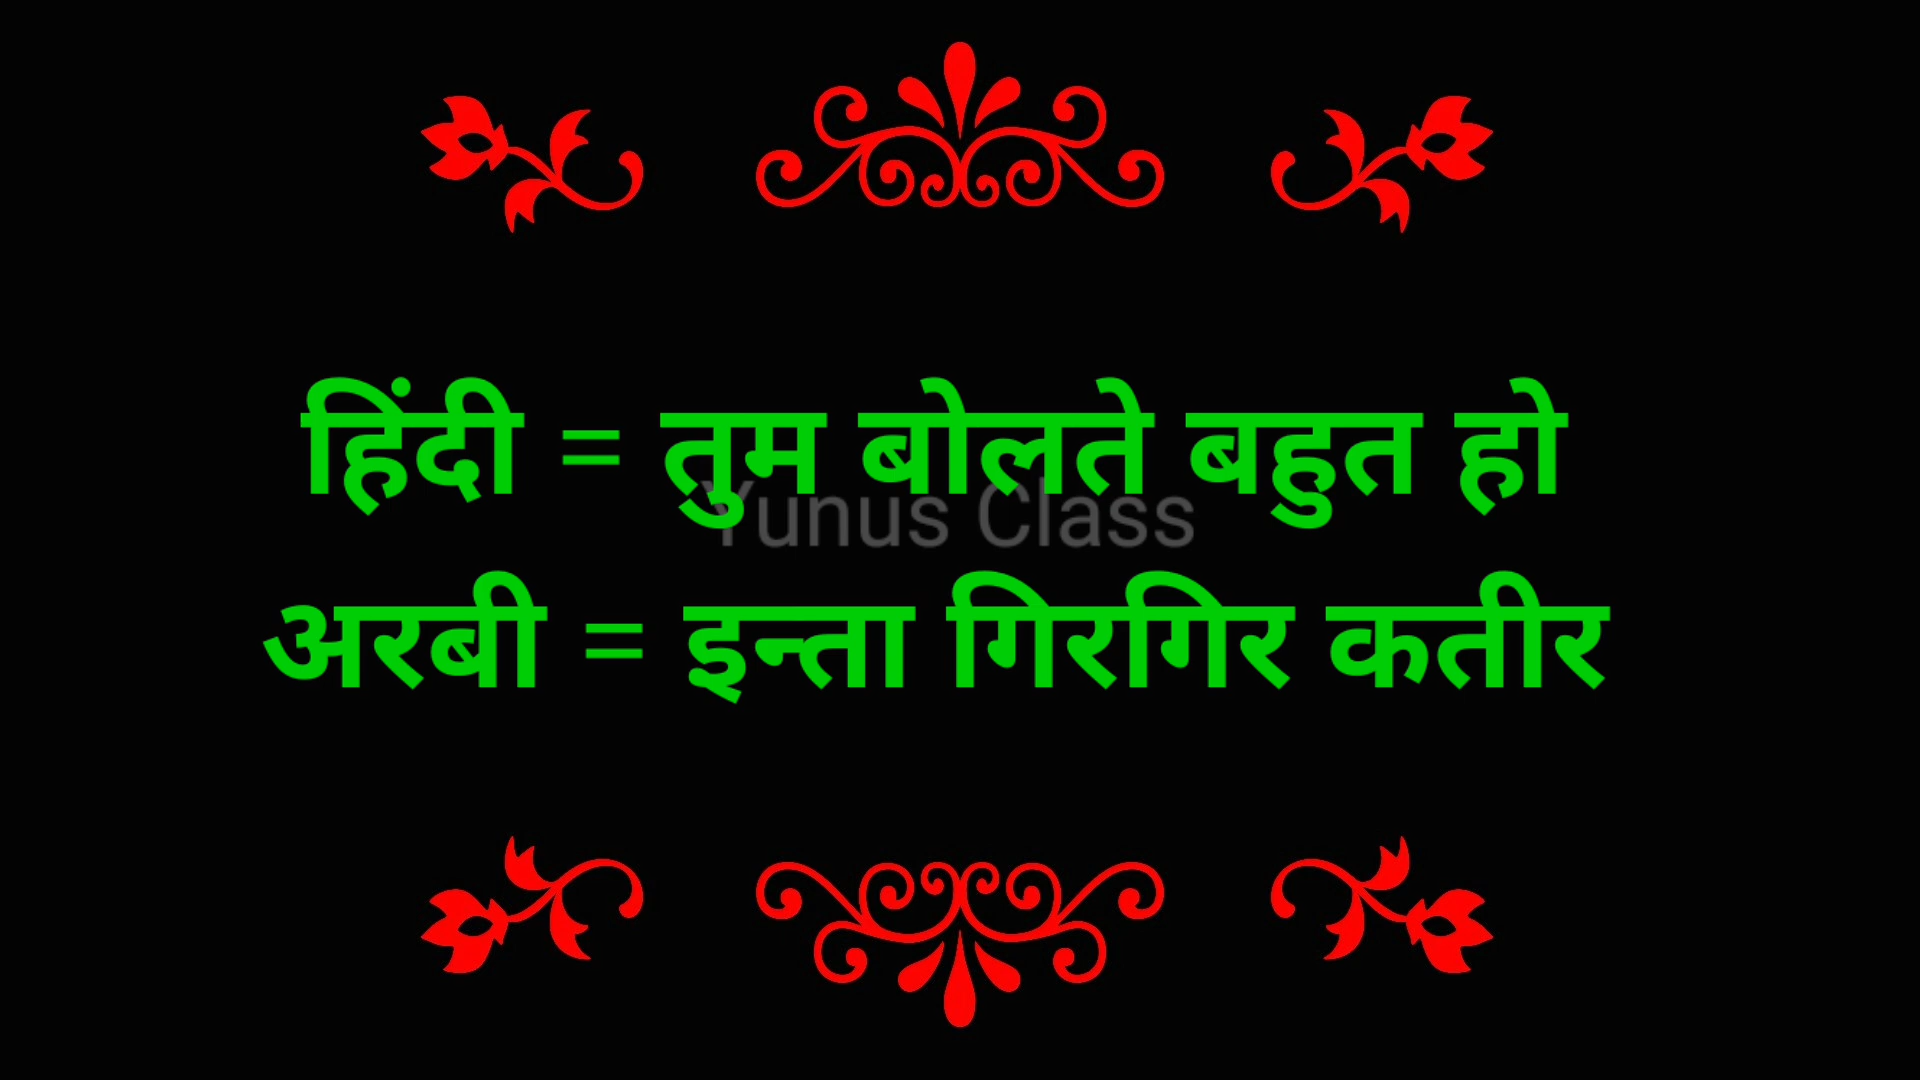 हिंदी = तुम बोलते बहुत हो
Yunus Class
अरबी = इन्ता गिरगिर कतीर